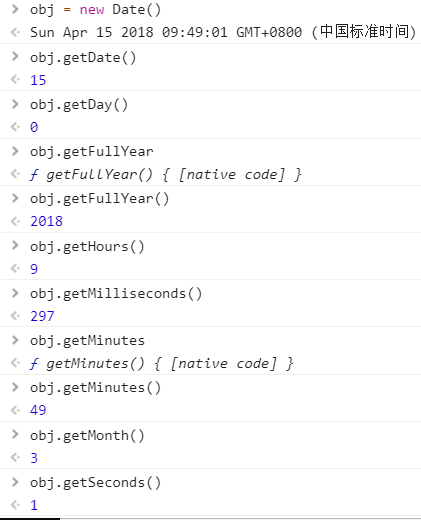 obj = new Date()
Sun Apr 15 2018 09:49:01 GMT+0800 (中国标准时间)
obj.getDate()
15
obj.getDay()
0
obj.getFullYear
ƒ getFullYear() { [native code] }
obj.getFullYear()
2018
obj.getHours()
9
obj.getMilliseconds()
297
obj.getMinutes
ƒ getMinutes() { [native code] }
obj.getMinutes()
49
obj.getMonth()
3
obj.getSeconds()
1